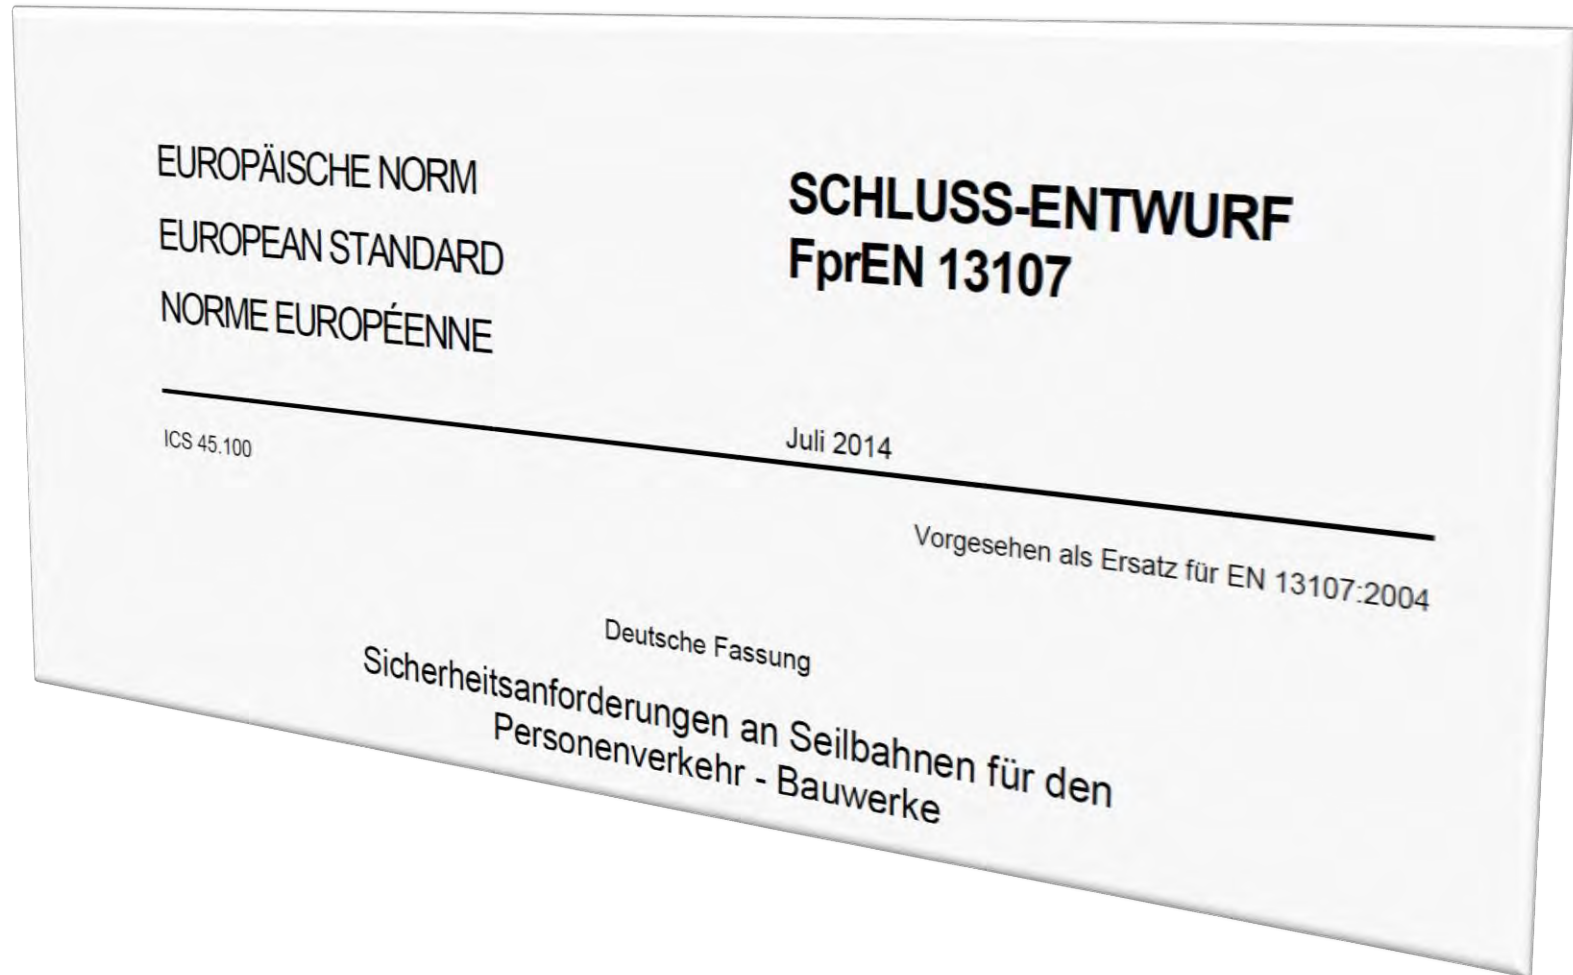 EUROPÄISCHE NORM
EUROPEAN STANDARD
NORME EUROPÉENNE
SCHLUSS-ENTWURF
FprEN 13107
Juli 2014
ICS 45.100
Vorgesehen als Ersatz für EN 13107:2004
Deutsche Fassung
Sicherheitsanforderungen an Seilbahnen für den
Personenverkehr - Bauwerke